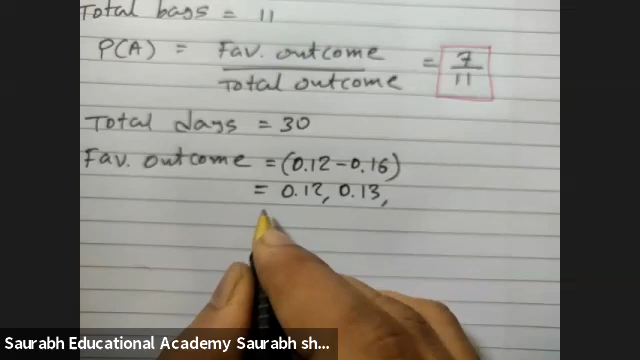 Total bags = 11
P(A) = Fav. outcome / Total outcome = 7/11
Total days = 30
Fav. outcome = (0.12 - 0.16)
= 0.12, 0.13,
Saurabh Educational Academy Saurabh sh...